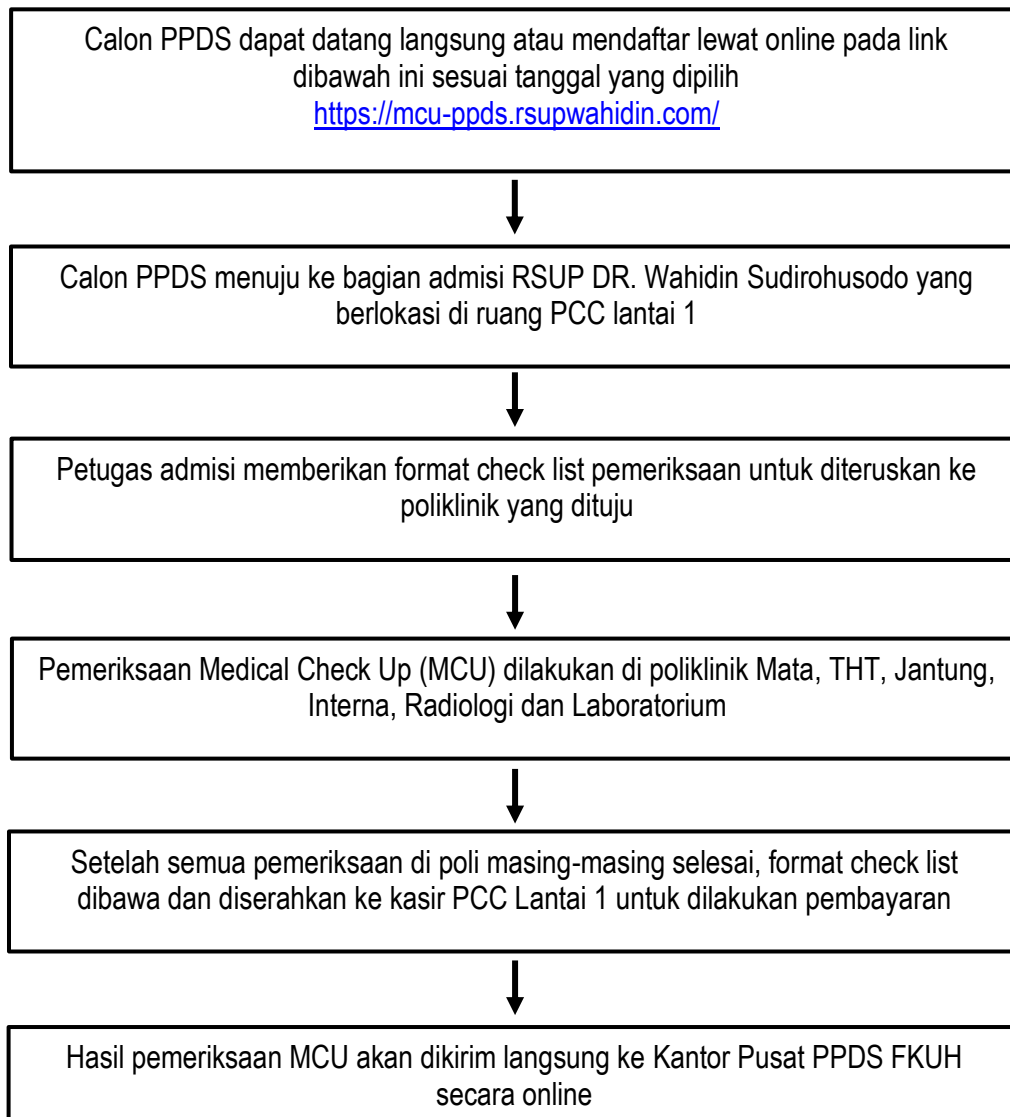 Calon PPDS dapat datang langsung atau mendaftar lewat online pada link
dibawah ini sesuai tanggal yang dipilih
https://mcu-ppds.rsupwahidin.com/
Calon PPDS menuju ke bagian admisi RSUP DR. Wahidin Sudirohusodo yang
berlokasi di ruang PCC lantai 1
Petugas admisi memberikan format check list pemeriksaan untuk diteruskan ke
poliklinik yang dituju
Pemeriksaan Medical Check Up (MCU) dilakukan di poliklinik Mata, THT, Jantung,
Interna, Radiologi dan Laboratorium
Setelah semua pemeriksaan di poli masing-masing selesai, format check list
dibawa dan diserahkan ke kasir PCC Lantai 1 untuk dilakukan pembayaran
Hasil pemeriksaan MCU akan dikirim langsung ke Kantor Pusat PPDS FKUH
secara online